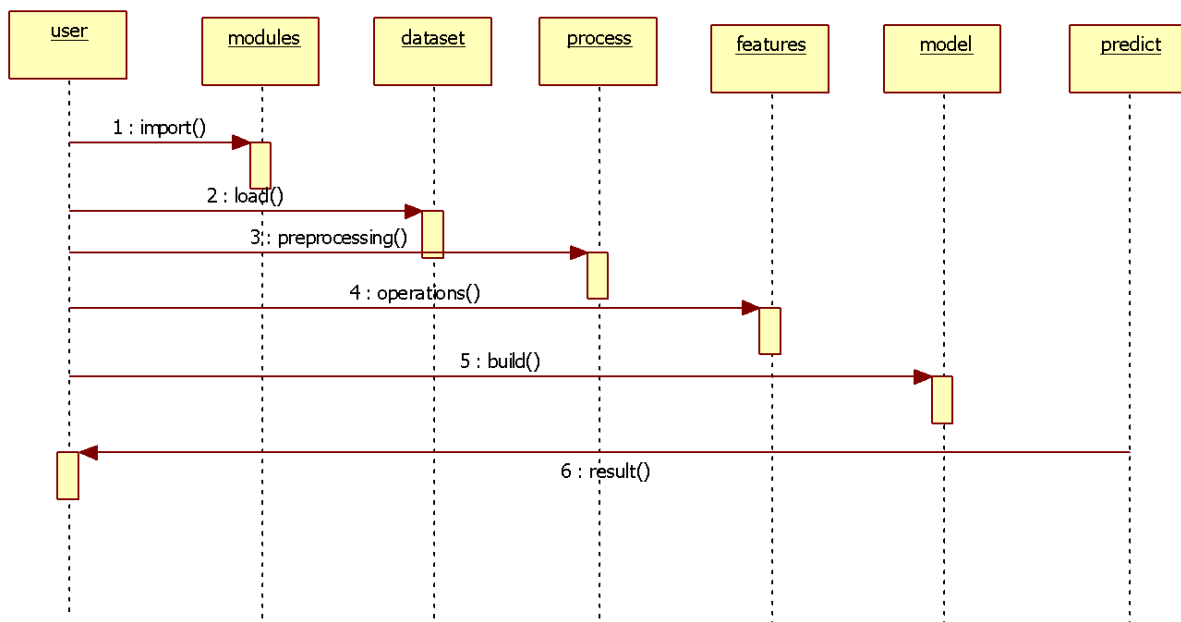 user
modules
dataset
process
features
model
predict
1 : import()
2 : load()
3 : preprocessing()
4 : operations()
5 : build()
6 : result()